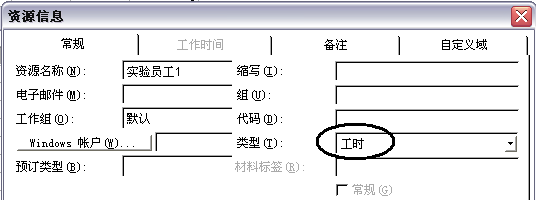 资源信息
常规 工作时间 备注 自定义域
资源名称(N): 实验员工1 缩写(I):
电子邮件(M): 组(U):
工作组(O): 默认 代码(D):
Windows 帐户(W)... 类型(T): 工时
预订类型(B): 材料标签(R):
常规(G)